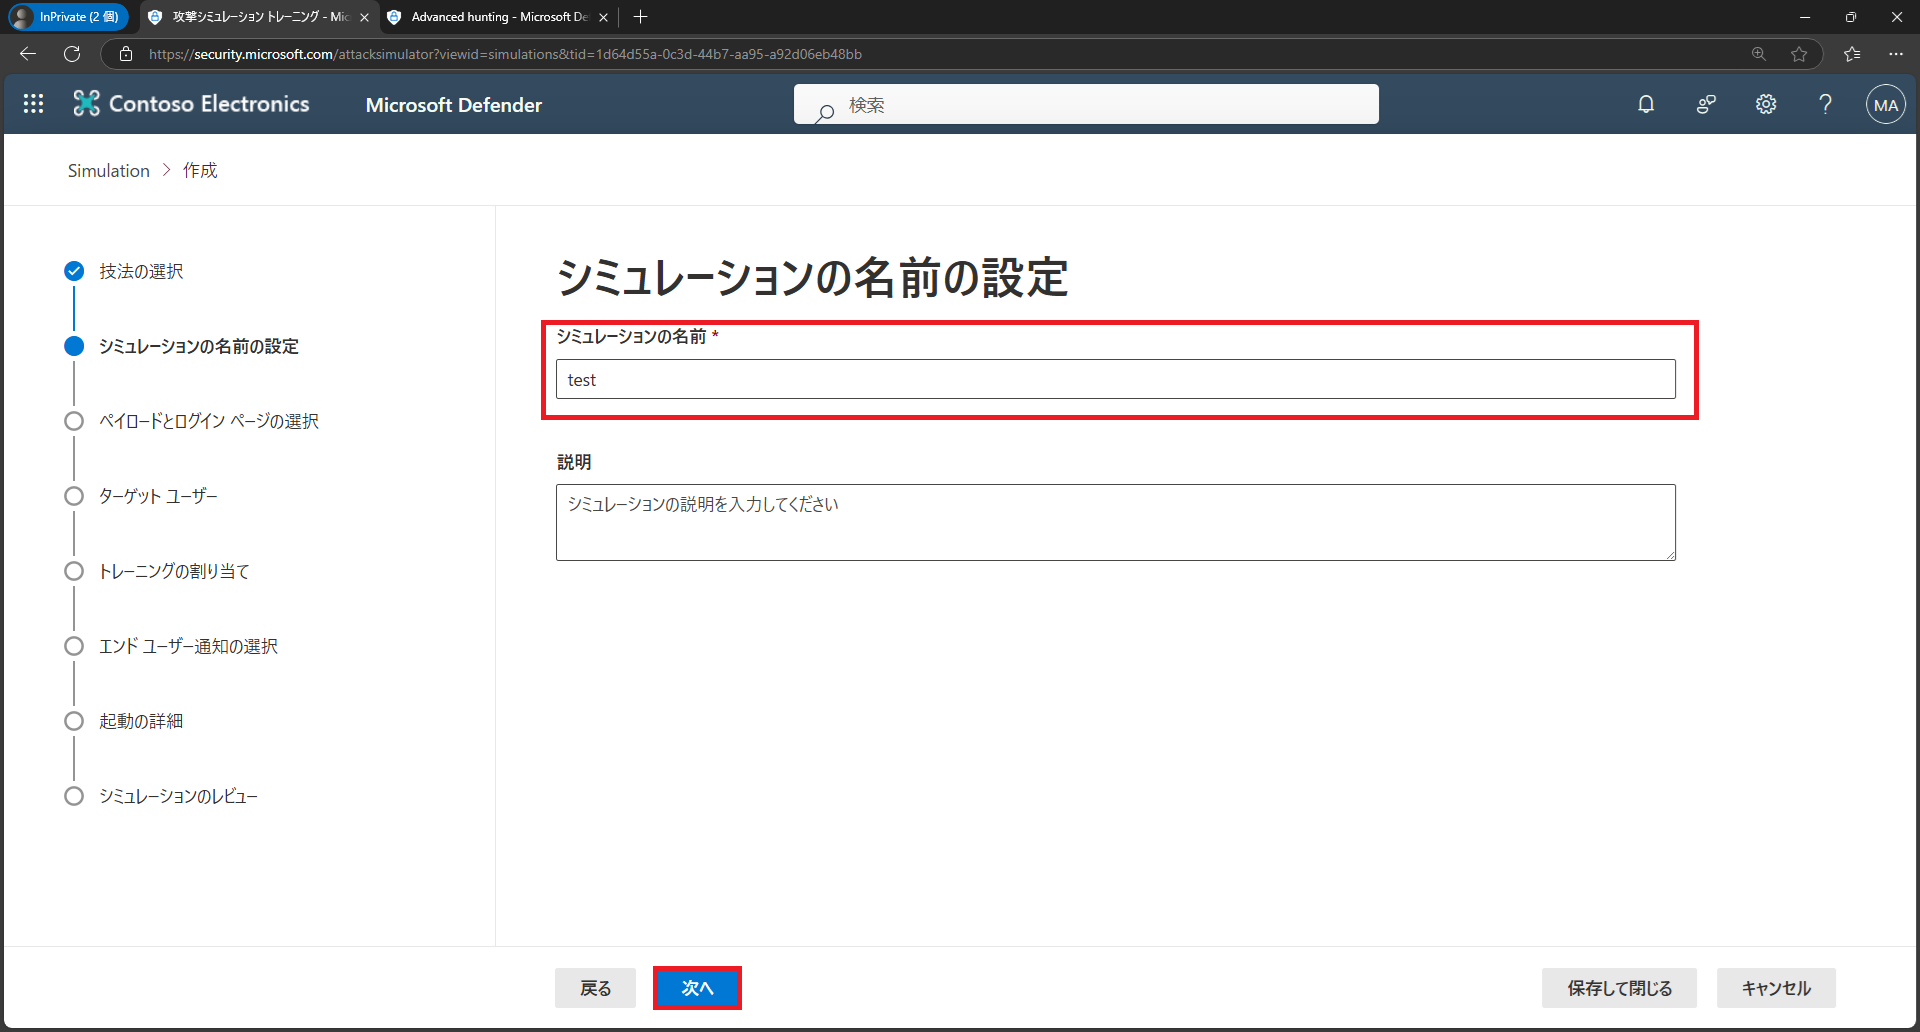 InPrivate (2 個)
攻撃シミュレーション トレーニング - Mic
Advanced hunting - Microsoft De
https://security.microsoft.com/attacksimulator?viewid=simulations&tid=1d64d55a-0c3d-44b7-aa95-a92d06eb48bb
Contoso Electronics
Microsoft Defender
検索
MA
Simulation > 作成
技法の選択
シミュレーションの名前の設定
ペイロードとログイン ページの選択
ターゲット ユーザー
トレーニングの割り当て
エンド ユーザー通知の選択
起動の詳細
シミュレーションのレビュー
シミュレーションの名前の設定
シミュレーションの名前 *
test
説明
シミュレーションの説明を入力してください
戻る
次へ
保存して閉じる
キャンセル